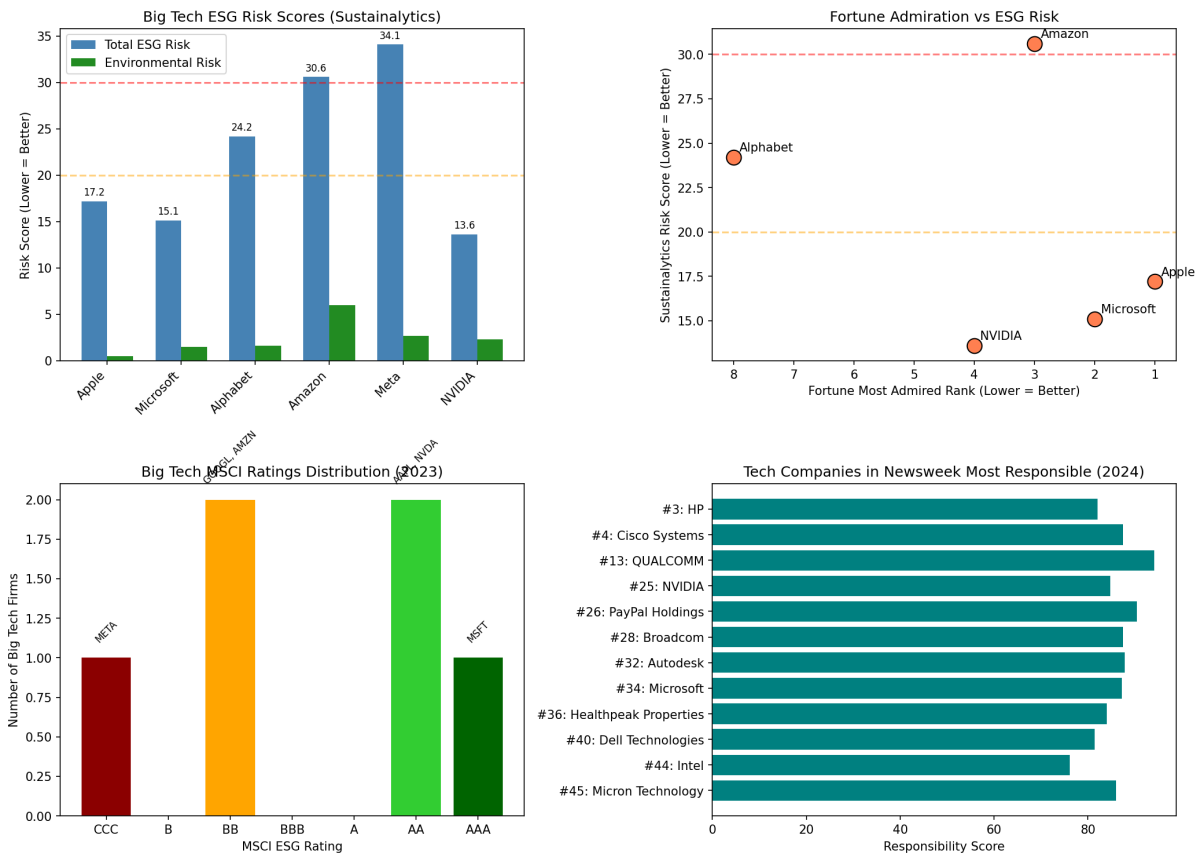 Big Tech ESG Risk Scores (Sustainalytics)
Total ESG Risk
Environmental Risk
Risk Score (Lower = Better)
35
30
25
20
15
10
5
0
17.2
15.1
24.2
30.6
34.1
13.6
Apple
Microsoft
Alphabet
Amazon
Meta
NVIDIA
Fortune Admiration vs ESG Risk
Sustainalytics Risk Score (Lower = Better)
30.0
27.5
25.0
22.5
20.0
17.5
15.0
Amazon
Alphabet
Apple
Microsoft
NVIDIA
8 7 6 5 4 3 2 1
Fortune Most Admired Rank (Lower = Better)
Big Tech MSCI Ratings Distribution (2023)
Number of Big Tech Firms
2.00
1.75
1.50
1.25
1.00
0.75
0.50
0.25
0.00
META
GOOGL, AMZN
AAPL, NVDA
MSFT
CCC B BB BBB A AA AAA
MSCI ESG Rating
Tech Companies in Newsweek Most Responsible (2024)
#3: HP
#4: Cisco Systems
#13: QUALCOMM
#25: NVIDIA
#26: PayPal Holdings
#28: Broadcom
#32: Autodesk
#34: Microsoft
#36: Healthpeak Properties
#40: Dell Technologies
#44: Intel
#45: Micron Technology
0 20 40 60 80
Responsibility Score